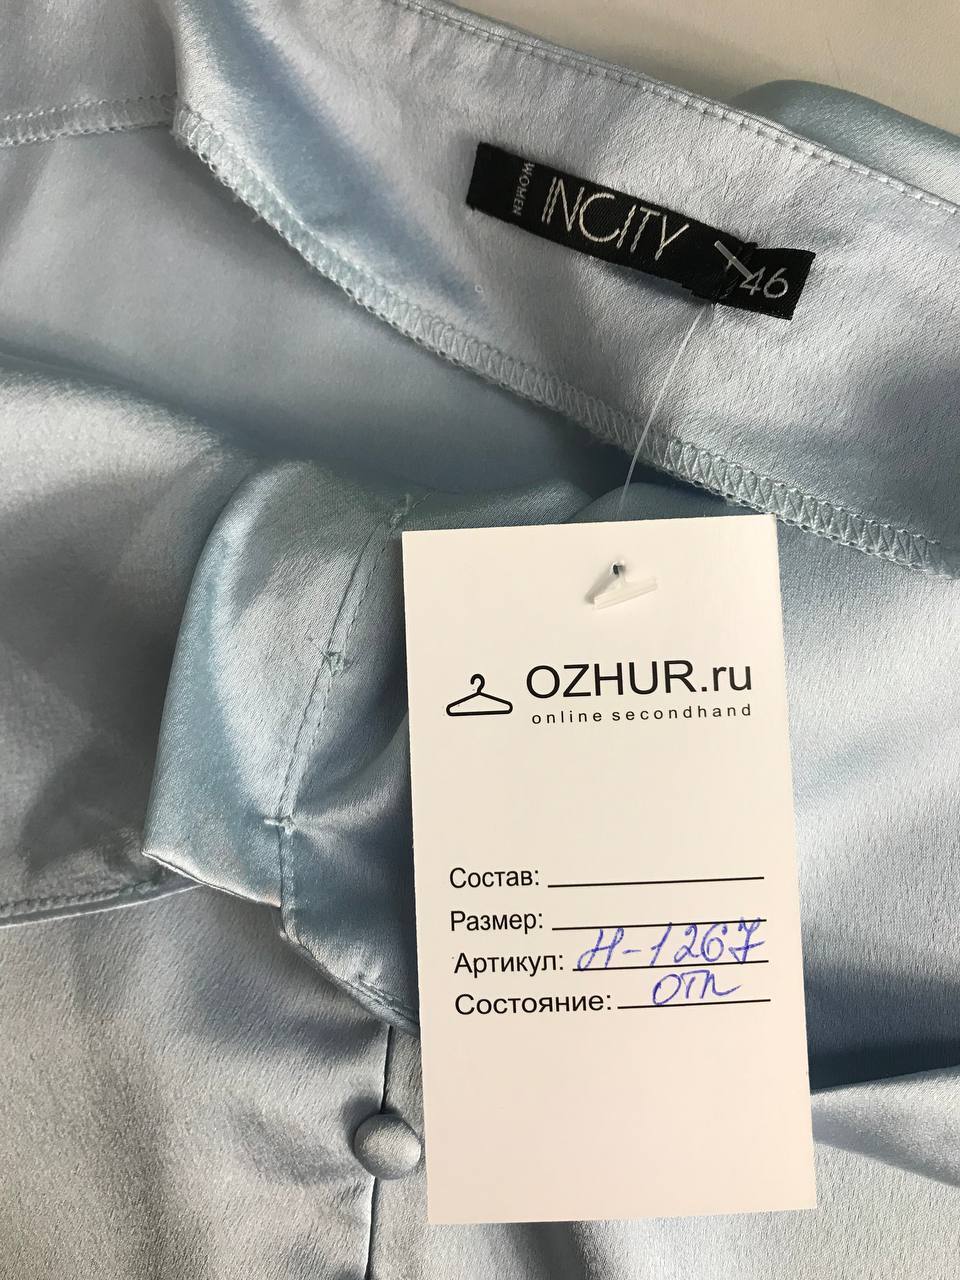 WOMEN
INCITY
46
OZHUR.ru
online secondhand
Состав:
Размер:
Артикул: Н-1267
Состояние: отл